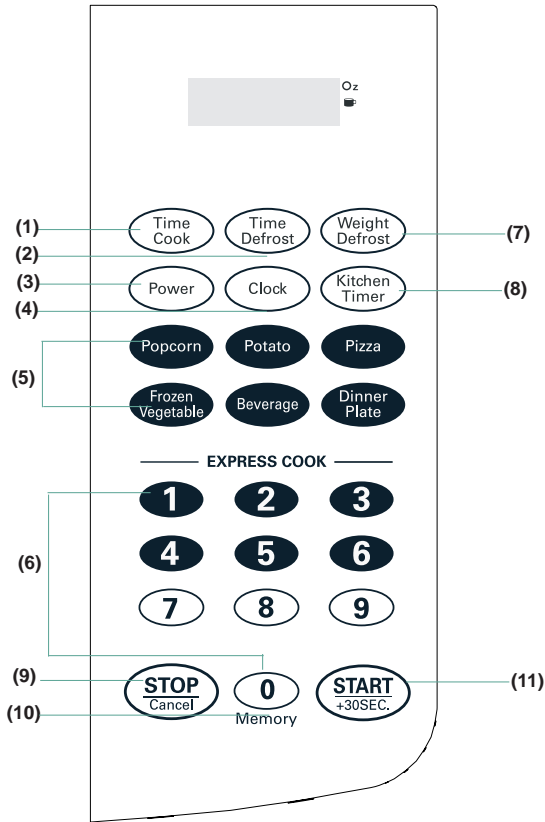 Oz
(1)
Time
Cook
Time
Defrost
Weight
Defrost
(7)
(2)
(3)
Power
Clock
Kitchen
Timer
(8)
(4)
Popcorn
Potato
Pizza
(5)
Frozen
Vegetable
Beverage
Dinner
Plate
EXPRESS COOK
1
2
3
4
5
6
(6)
7
8
9
(9)
STOP
Cancel
0
START
+30SEC.
(11)
(10)
Memory